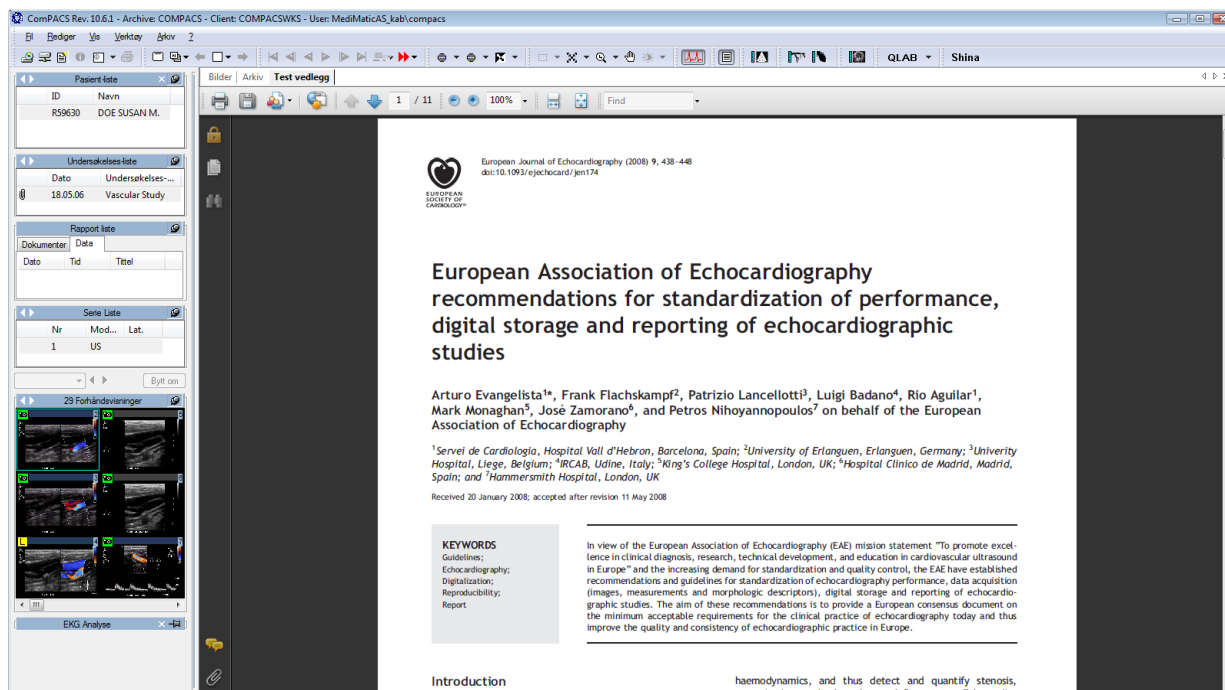 ComPACS Rev. 10.6.1 - Archive: COMPACS - Client: COMPACSWKS - User: MediMaticAS_kab\compacs
Fil Rediger Vis Verktøy Arkiv ?
QLAB Shina
Pasient-liste
ID Navn
R59630 DOE SUSAN M.
Undersøkelses-liste
Dato Undersøkelses-...
18.05.06 Vascular Study
Rapport liste
Dokumenter Data
Dato Tid Tittel
Serie Liste
Nr Mod... Lat.
1 US
Bytt om
29 Forhåndsvisninger
EKG Analyse
Bilder Arkiv Test vedlegg
1 / 11 100% Find
EUROPEAN
SOCIETY OF
CARDIOLOGY®
European Journal of Echocardiography (2008) 9, 438–448
doi:10.1093/ejechocard/jen174
European Association of Echocardiography
recommendations for standardization of performance,
digital storage and reporting of echocardiographic
studies
Arturo Evangelista1*, Frank Flachskampf2, Patrizio Lancellotti3, Luigi Badano4, Rio Aguilar1,
Mark Monaghan5, José Zamorano6, and Petros Nihoyannopoulos7 on behalf of the European
Association of Echocardiography
1Servei de Cardiologia, Hospital Vall d'Hebron, Barcelona, Spain; 2University of Erlanguen, Erlanguen, Germany; 3Univerity
Hospital, Liege, Belgium; 4IRCAB, Udine, Italy; 5King's College Hospital, London, UK; 6Hospital Clinico de Madrid, Madrid,
Spain; and 7Hammersmith Hospital, London, UK
Received 20 January 2008; accepted after revision 11 May 2008
KEYWORDS
Guidelines;
Echocardiography;
Digitalization;
Reproducibility;
Report
In view of the European Association of Echocardiography (EAE) mission statement "To promote excel-
lence in clinical diagnosis, research, technical development, and education in cardiovascular ultrasound
in Europe" and the increasing demand for standardization and quality control, the EAE have established
recommendations and guidelines for standardization of echocardiography performance, data acquisition
(images, measurements and morphologic descriptors), digital storage and reporting of echocardio-
graphic studies. The aim of these recommendations is to provide a European consensus document on
the minimum acceptable requirements for the clinical practice of echocardiography today and thus
improve the quality and consistency of echocardiographic practice in Europe.
Introduction
haemodynamics, and thus detect and quantify stenosis,